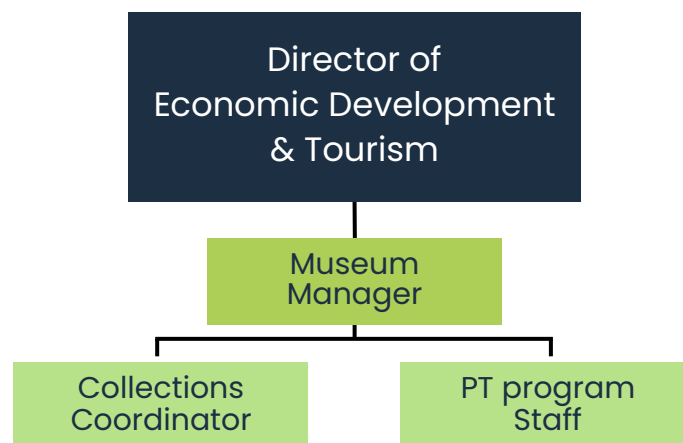 Director of
Economic Development
& Tourism
Museum
Manager
Collections
Coordinator
PT program
Staff